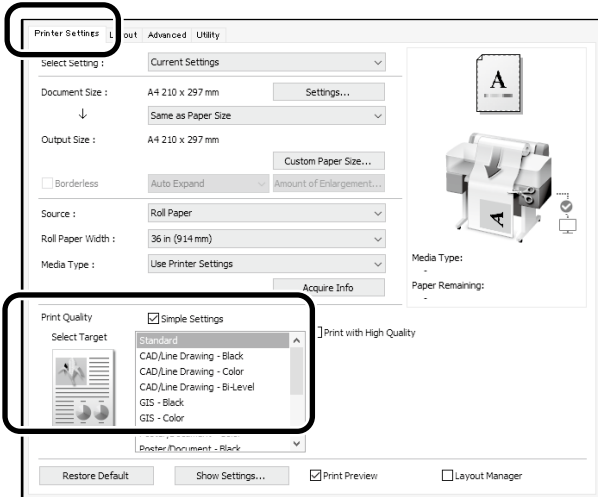 Printer Settings
Advanced
Utility
Select Setting :
Current Settings
Document Size :
A4 210 x 297 mm
Settings...
Same as Paper Size
Output Size :
A4 210 x 297 mm
Custom Paper Size...
Borderless
Auto Expand
Amount of Enlargement...
Source :
Roll Paper
Roll Paper Width :
36 in (914 mm)
Media Type :
Use Printer Settings
Acquire Info
A
A
Media Type:
-
Paper Remaining:
-
Print Quality
Simple Settings
Select Target
Print with High Quality
Standard
CAD/Line Drawing - Black
CAD/Line Drawing - Color
CAD/Line Drawing - Bi-Level
GIS - Black
GIS - Color
Poster/Document - Black
Restore Default
Show Settings...
Print Preview
Layout Manager